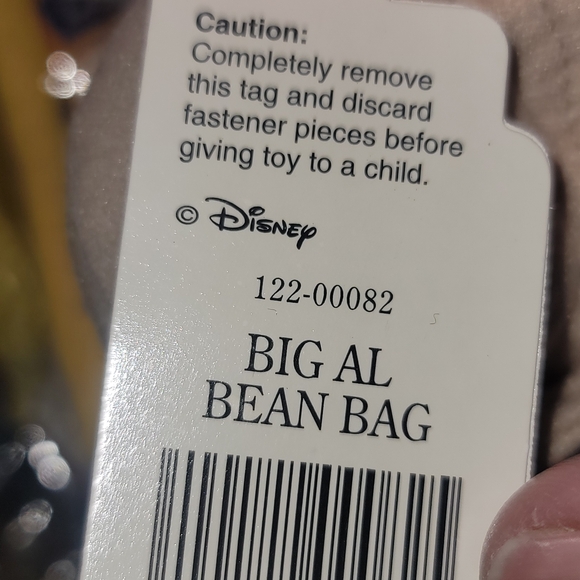 Caution:
Completely remove
this tag and discard
fastener pieces before
giving toy to a child.
© Disney
122-00082
BIG AL
BEAN BAG